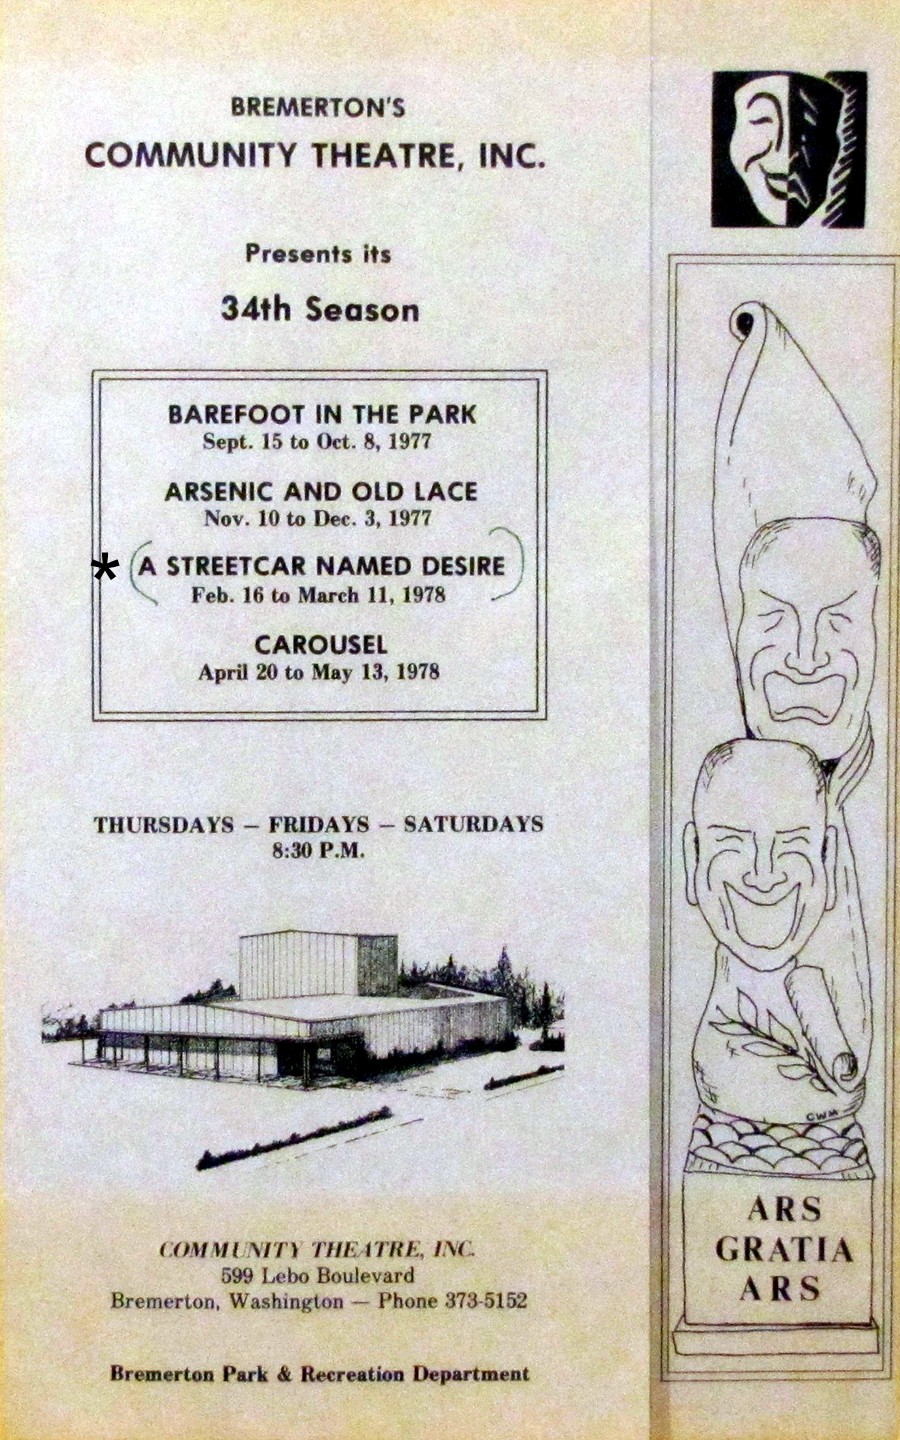 BREMERTON'S
COMMUNITY THEATRE, INC.
Presents its
34th Season
BAREFOOT IN THE PARK
Sept. 15 to Oct. 8, 1977
ARSENIC AND OLD LACE
Nov. 10 to Dec. 3, 1977
* (A STREETCAR NAMED DESIRE)
Feb. 16 to March 11, 1978
CAROUSEL
April 20 to May 13, 1978
THURSDAYS — FRIDAYS — SATURDAYS
8:30 P.M.
COMMUNITY THEATRE, INC.
599 Lebo Boulevard
Bremerton, Washington — Phone 373-5152
Bremerton Park & Recreation Department
CWM
ARS
GRATIA
ARS